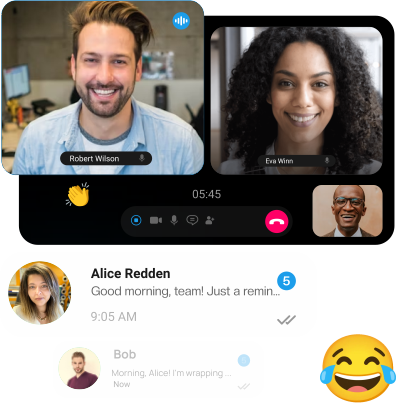 Robert Wilson
Eva Winn
05:45
Alice Redden
Good morning, team! Just a remin...
5
9:05 AM
Bob
Morning, Alice! I'm wrapping ...
Now